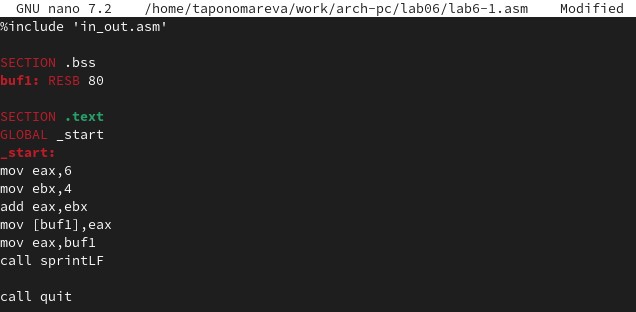 GNU nano 7.2 /home/taponomareva/work/arch-pc/lab06/lab6-1.asm Modified
%include 'in_out.asm'
SECTION .bss
buf1: RESB 80
SECTION .text
GLOBAL _start
_start:
mov eax,6
mov ebx,4
add eax,ebx
mov [buf1],eax
mov eax,buf1
call sprintLF
call quit